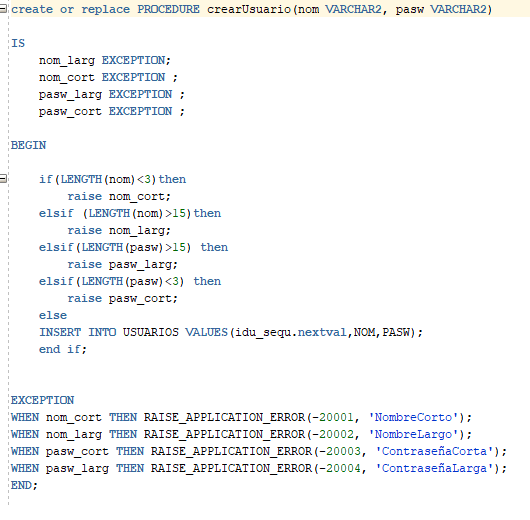 create or replace PROCEDURE crearUsuario(nom VARCHAR2, pasw VARCHAR2)
IS
nom_larg EXCEPTION;
nom_cort EXCEPTION ;
pasw_larg EXCEPTION ;
pasw_cort EXCEPTION ;
BEGIN
if(LENGTH(nom)<3)then
raise nom_cort;
elsif (LENGTH(nom)>15)then
raise nom_larg;
elsif(LENGTH(pasw)>15) then
raise pasw_larg;
elsif(LENGTH(pasw)<3) then
raise pasw_cort;
else
INSERT INTO USUARIOS VALUES(idu_sequ.nextval,NOM,PASW);
end if;
EXCEPTION
WHEN nom_cort THEN RAISE_APPLICATION_ERROR(-20001, 'NombreCorto');
WHEN nom_larg THEN RAISE_APPLICATION_ERROR(-20002, 'NombreLargo');
WHEN pasw_cort THEN RAISE_APPLICATION_ERROR(-20003, 'ContraseñaCorta');
WHEN pasw_larg THEN RAISE_APPLICATION_ERROR(-20004, 'ContraseñaLarga');
END;